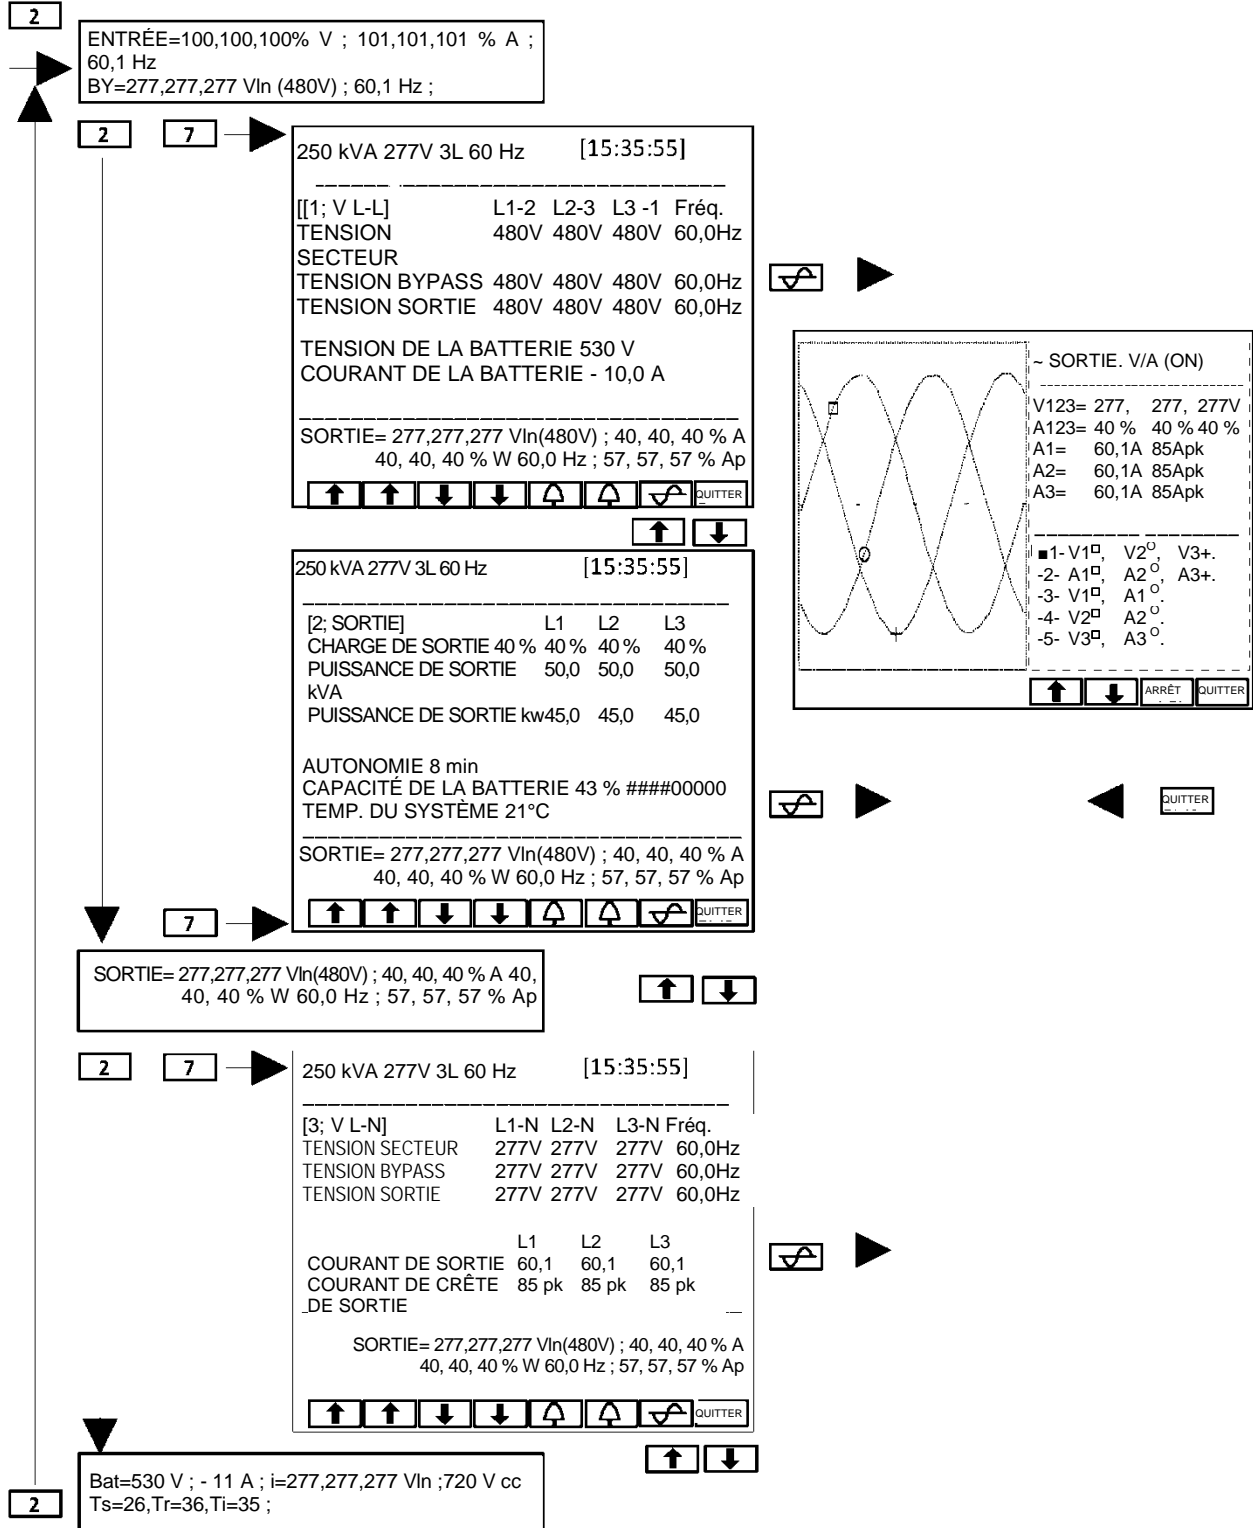 2
ENTRÉE=100,100,100% V ; 101,101,101 % A ;
60,1 Hz
BY=277,277,277 Vln (480V) ; 60,1 Hz ;
2 7
250 kVA 277V 3L 60 Hz [15:35:55]
[[1; V L-L] L1-2 L2-3 L3 -1 Fréq.
TENSION 480V 480V 480V 60,0Hz
SECTEUR
TENSION BYPASS 480V 480V 480V 60,0Hz
TENSION SORTIE 480V 480V 480V 60,0Hz
TENSION DE LA BATTERIE 530 V
COURANT DE LA BATTERIE - 10,0 A
SORTIE= 277,277,277 Vln(480V) ; 40, 40, 40 % A
40, 40, 40 % W 60,0 Hz ; 57, 57, 57 % Ap
QUITTER
~ SORTIE. V/A (ON)
V123= 277, 277, 277V
A123= 40 % 40 % 40 %
A1= 60,1A 85Apk
A2= 60,1A 85Apk
A3= 60,1A 85Apk
■1- V1□, V2○, V3+.
-2- A1□, A2○, A3+.
-3- V1□, A1○.
-4- V2□ A2○.
-5- V3□, A3○.
ARRÊT QUITTER
250 kVA 277V 3L 60 Hz [15:35:55]
[2; SORTIE] L1 L2 L3
CHARGE DE SORTIE 40 % 40 % 40 % 40 %
PUISSANCE DE SORTIE 50,0 50,0 50,0
kVA
PUISSANCE DE SORTIE kw45,0 45,0 45,0
AUTONOMIE 8 min
CAPACITÉ DE LA BATTERIE 43 % ####00000
TEMP. DU SYSTÈME 21°C
SORTIE= 277,277,277 Vln(480V) ; 40, 40, 40 % A
40, 40, 40 % W 60,0 Hz ; 57, 57, 57 % Ap
QUITTER
QUITTER
7
SORTIE= 277,277,277 Vln(480V) ; 40, 40, 40 % A 40,
40, 40 % W 60,0 Hz ; 57, 57, 57 % Ap
2 7
250 kVA 277V 3L 60 Hz [15:35:55]
[3; V L-N] L1-N L2-N L3-N Fréq.
TENSION SECTEUR 277V 277V 277V 60,0Hz
TENSION BYPASS 277V 277V 277V 60,0Hz
TENSION SORTIE 277V 277V 277V 60,0Hz
L1 L2 L3
COURANT DE SORTIE 60,1 60,1 60,1
COURANT DE CRÊTE 85 pk 85 pk 85 pk
DE SORTIE
SORTIE= 277,277,277 Vln(480V) ; 40, 40, 40 % A
40, 40, 40 % W 60,0 Hz ; 57, 57, 57 % Ap
QUITTER
Bat=530 V ; - 11 A ; i=277,277,277 Vln ;720 V cc
Ts=26,Tr=36,Ti=35 ;
2